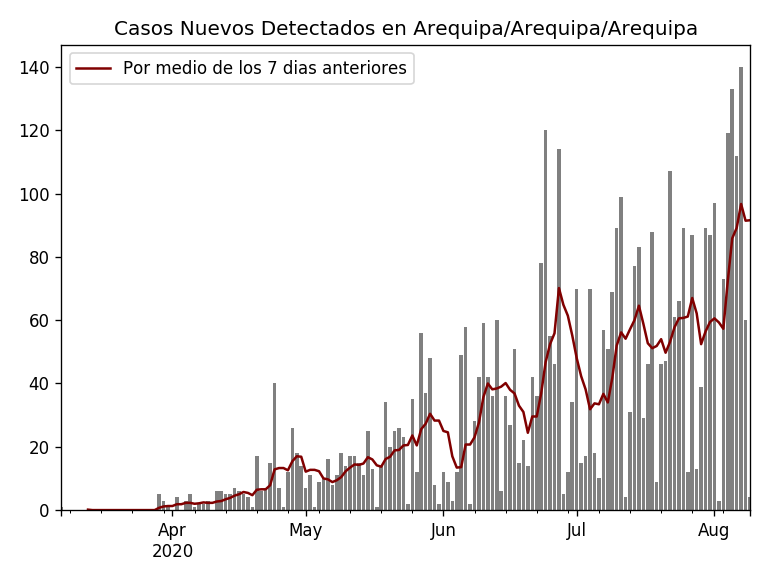 Casos Nuevos Detectados en Arequipa/Arequipa/Arequipa
Por medio de los 7 dias anteriores
140
120
100
80
60
40
20
0
Apr
May
Jun
Jul
Aug
2020